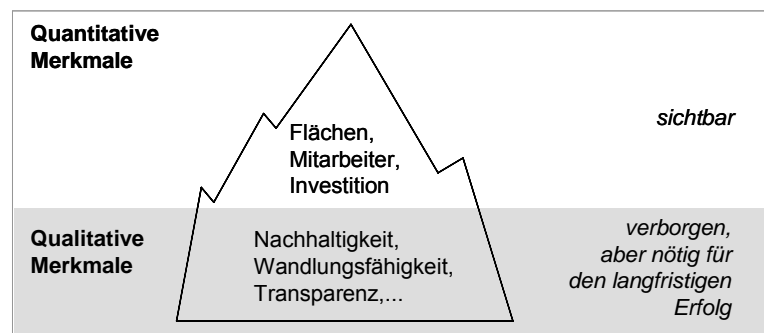 Quantitative
Merkmale
Flächen,
Mitarbeiter,
Investition
sichtbar
Qualitative
Merkmale
Nachhaltigkeit,
Wandlungsfähigkeit,
Transparenz,...
verborgen,
aber nötig für
den langfristigen
Erfolg